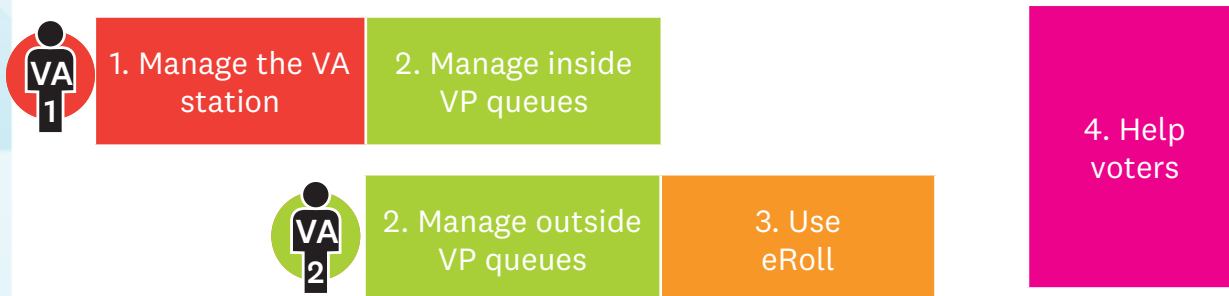 VA
1
1. Manage the VA
station
2. Manage inside
VP queues
4. Help
voters
VA
2
2. Manage outside
VP queues
3. Use
eRoll